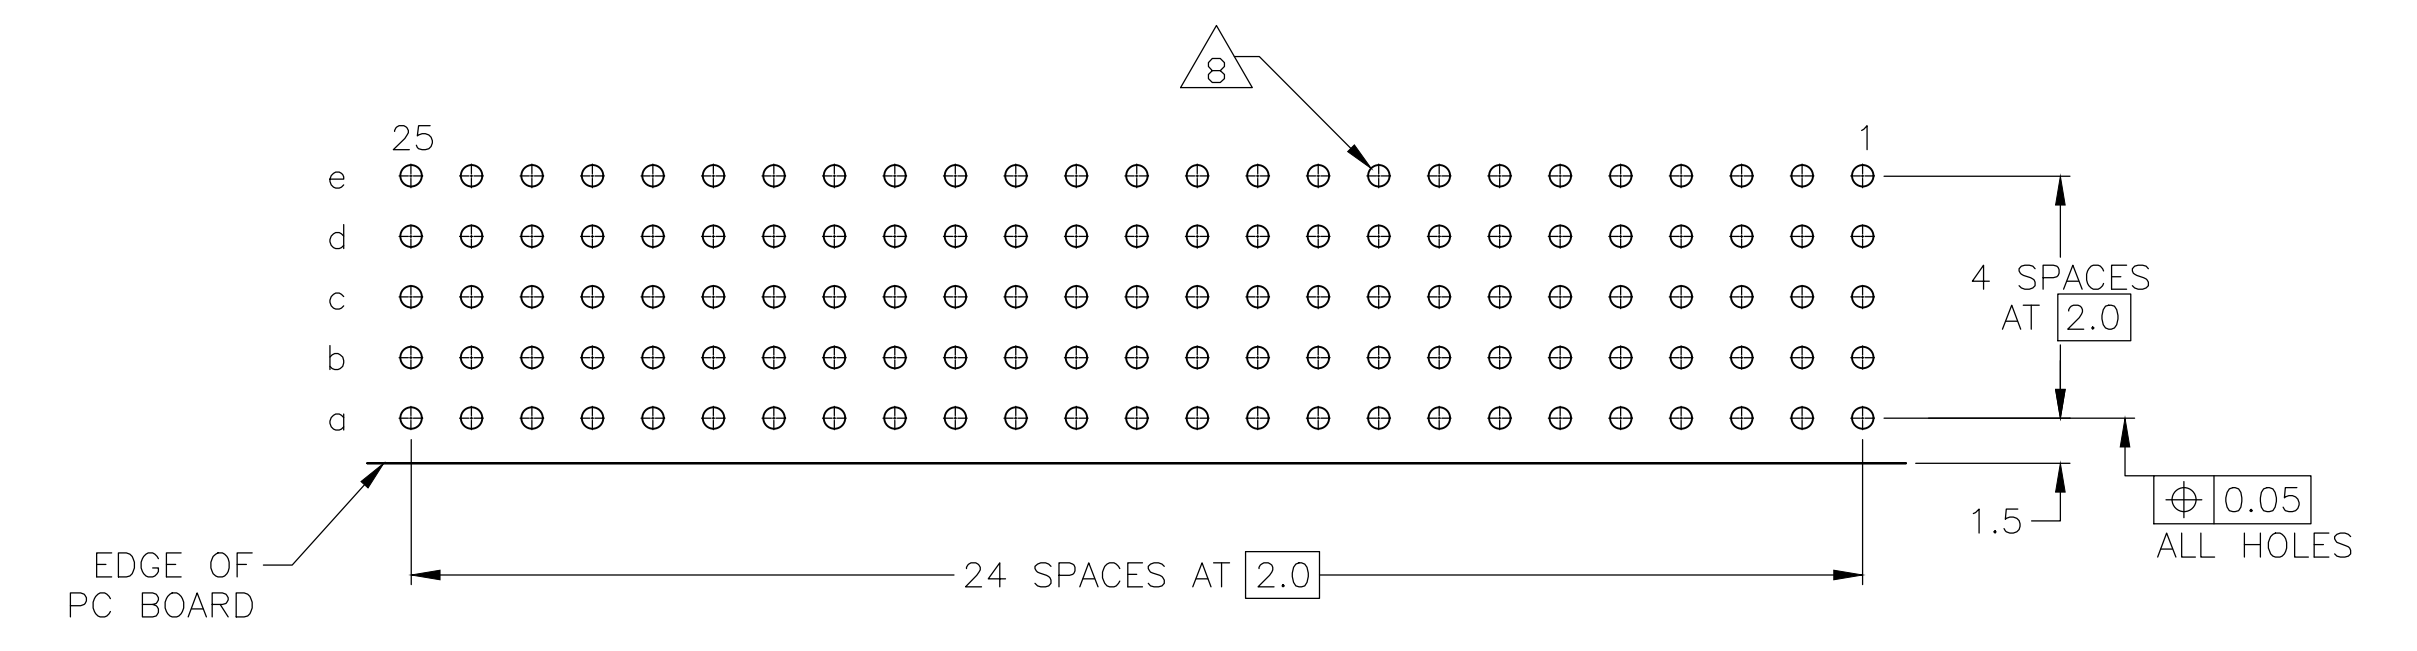 8
25 1
e
d
c
b
a
4 SPACES
AT 2.0
1.5
0.05
ALL HOLES
EDGE OF
PC BOARD
24 SPACES AT 2.0